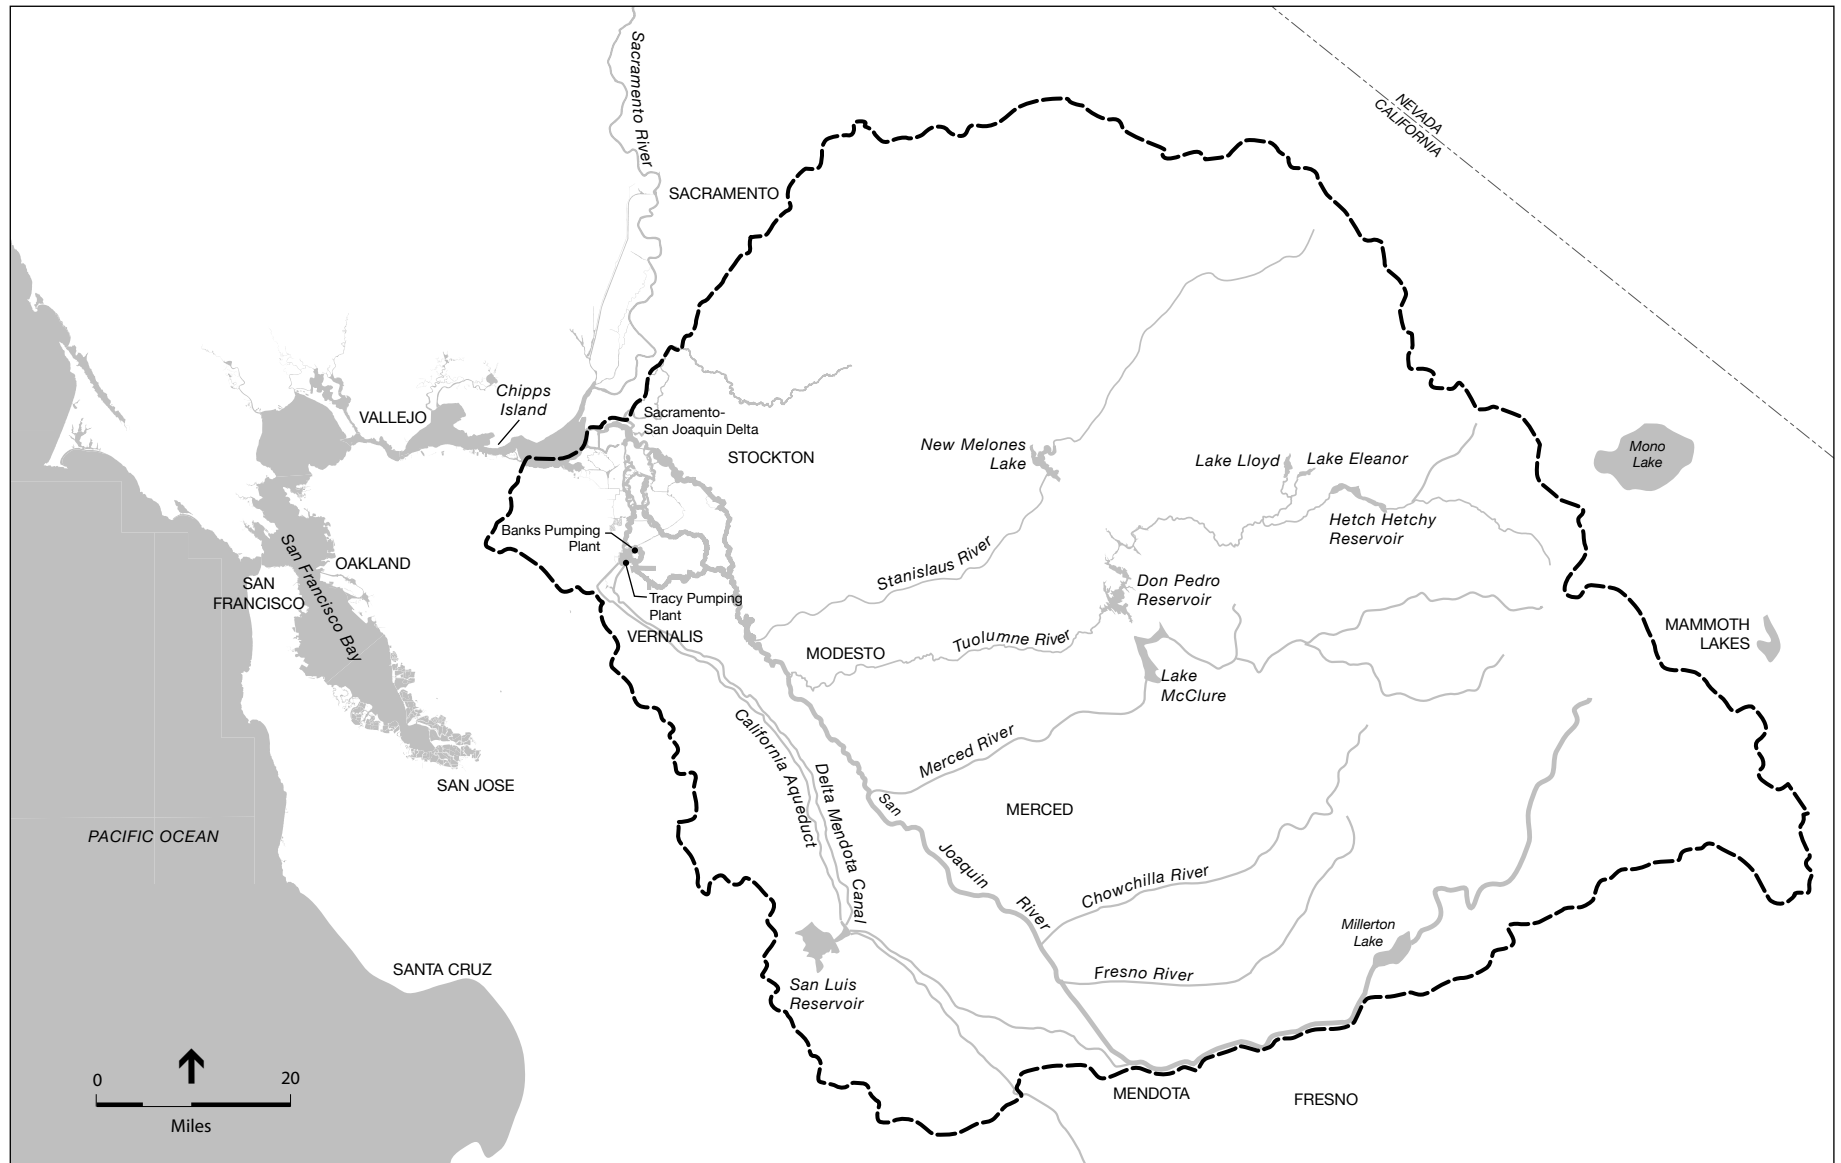 Sacramento River
NEVADA
CALIFORNIA
SACRAMENTO
Chipps
Island
VALLEJO
Sacramento-
San Joaquin Delta
STOCKTON
New Melones
Lake
Lake Lloyd
Lake Eleanor
Mono
Lake
Hetch Hetchy
Reservoir
Banks Pumping
Plant
San Francisco Bay
OAKLAND
SAN
FRANCISCO
Stanislaus River
Don Pedro
Reservoir
Tracy Pumping
Plant
VERNALIS
MODESTO
Tuolumne River
MAMMOTH
LAKES
Lake
McClure
California Aqueduct
Delta Mendota Canal
Merced River
SAN JOSE
San
Joaquin
River
MERCED
PACIFIC OCEAN
Chowchilla River
Millerton
Lake
SANTA CRUZ
San Luis
Reservoir
Fresno River
0
20
Miles
MENDOTA
FRESNO